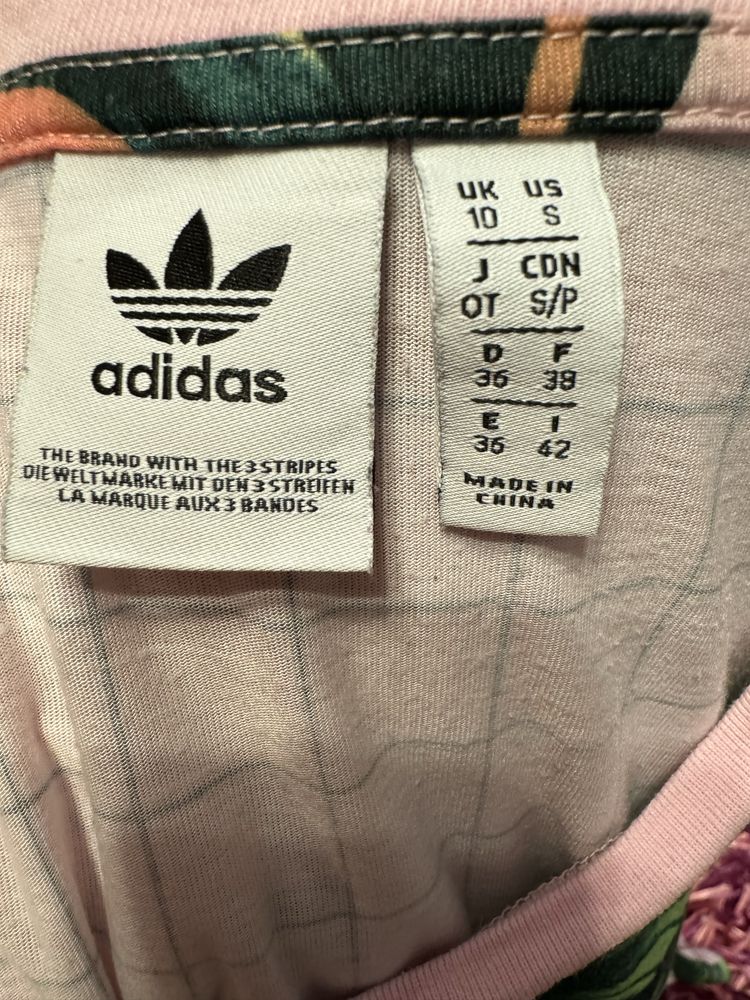 adidas
THE BRAND WITH THE 3 STRIPES
DIE WELTMARKE MIT DEN 3 STREIFEN
LA MARQUE AUX 3 BANDES
UK US
10 S
J CDN
OT S/P
D F
36 38
E I
36 42
MADE IN
CHINA